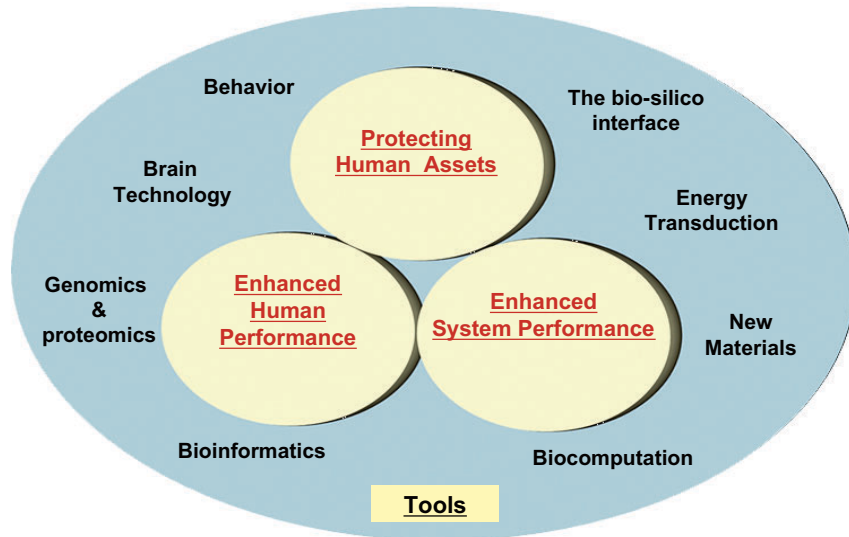 Behavior
The bio-silico
interface
Protecting
Human Assets
Brain
Technology
Energy
Transduction
Genomics
&
proteomics
Enhanced
Human
Performance
Enhanced
System Performance
New
Materials
Bioinformatics
Biocomputation
Tools